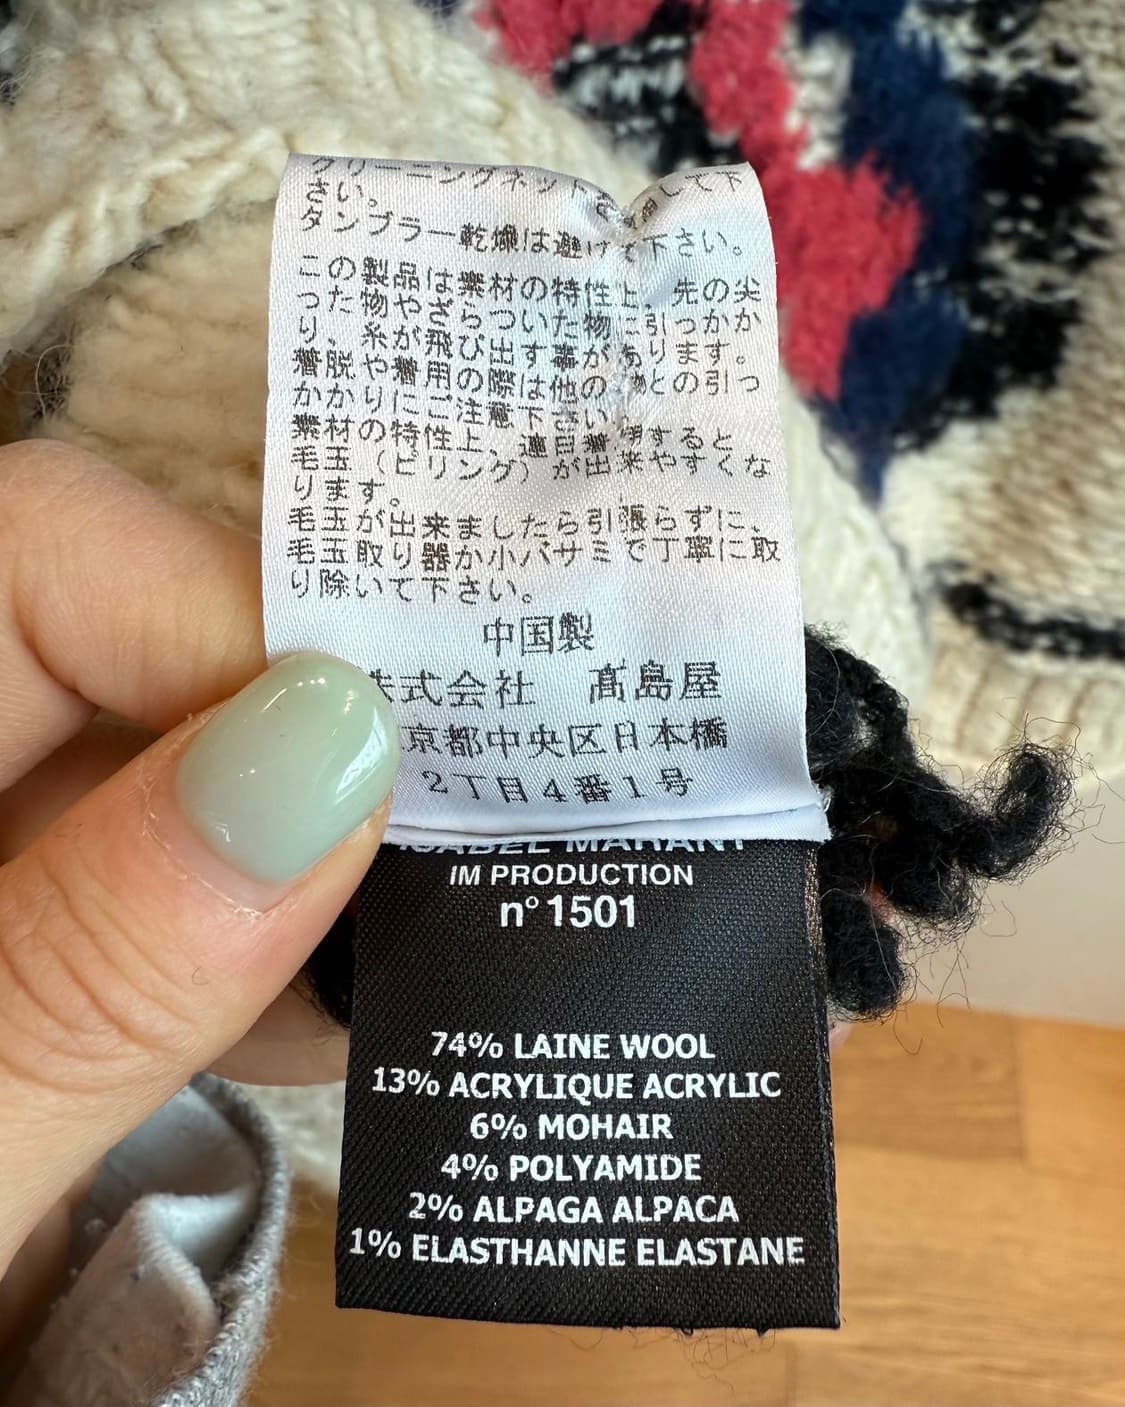 クリーニングネットを使用して下
さい。
タンブラー乾燥は避けて下さい。
この製品は素材の特性上、先の尖
った物やざらついた物に引っかか
り、糸が飛び出す事があります。
着脱や着用の際は他の物との引っ
かかりにご注意下さい
素材の特性上、連日着用すると
毛玉（ピリング）が出来やすくな
ります。
毛玉が出来ましたら引張らずに、
毛玉取り器か小バサミで丁寧に取
り除いて下さい。
中国製
株式会社 髙島屋
京都中央区日本橋
2丁目4番1号
ISABEL MARANT
IM PRODUCTION
n° 1501
74% LAINE WOOL
13% ACRYLIQUE ACRYLIC
6% MOHAIR
4% POLYAMIDE
2% ALPAGA ALPACA
1% ELASTHANNE ELASTANE